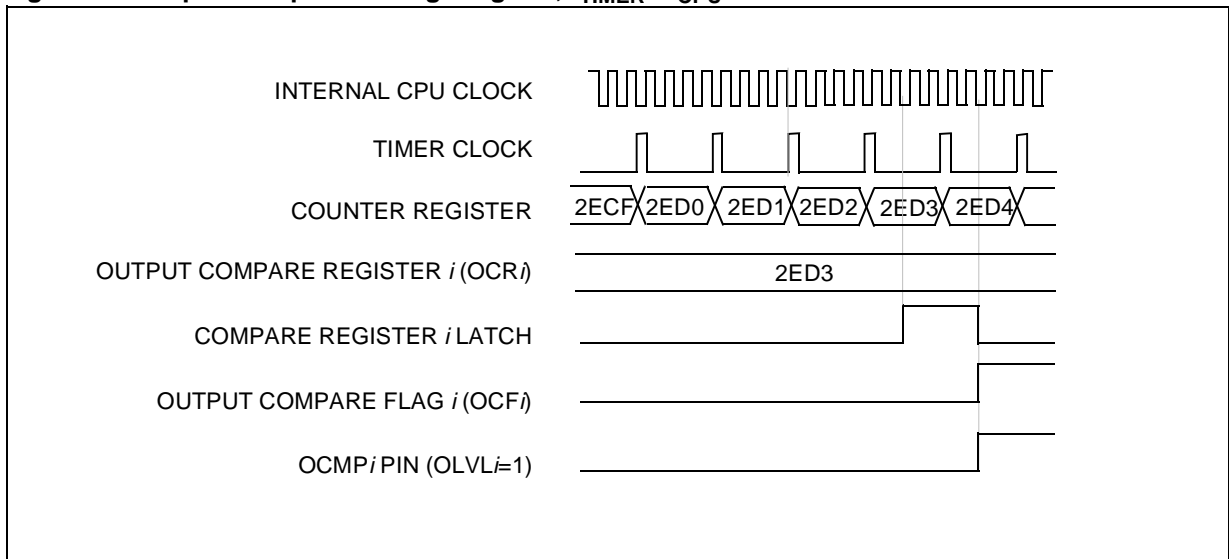 INTERNAL CPU CLOCK
TIMER CLOCK
COUNTER REGISTER 2ECF 2ED0 2ED1 2ED2 2ED3 2ED4
OUTPUT COMPARE REGISTER i (OCRi) 2ED3
COMPARE REGISTER i LATCH
OUTPUT COMPARE FLAG i (OCFi)
OCMPi PIN (OLVLi=1)